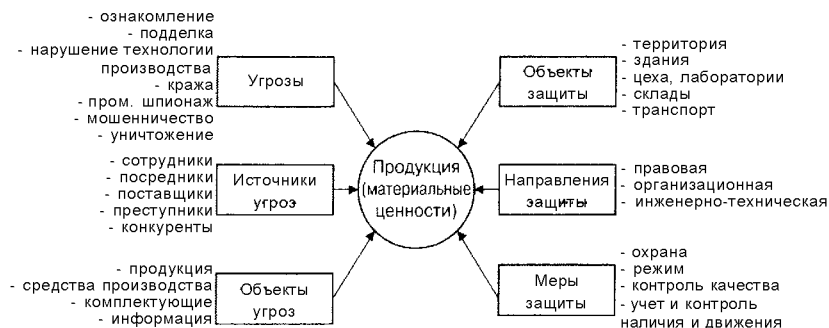 - ознакомление
- подделка
- нарушение технологии
производства
- кража
- пром. шпионаж
- мошенничество
- уничтожение
Угрозы
- сотрудники
- посредники
- поставщики
- преступники
- конкуренты
Источники
угроз
- продукция
- средства производства
- комплектующие
- информация
Объекты
угроз
Продукция
(материальные
ценности)
Объекты
защиты
- территория
- здания
- цеха, лаборатории
- склады
- транспорт
Направления
защиты
- правовая
- организационная
- инженерно-техническая
Меры
защиты
- охрана
- режим
- контроль качества
- учет и контроль
наличия и движения